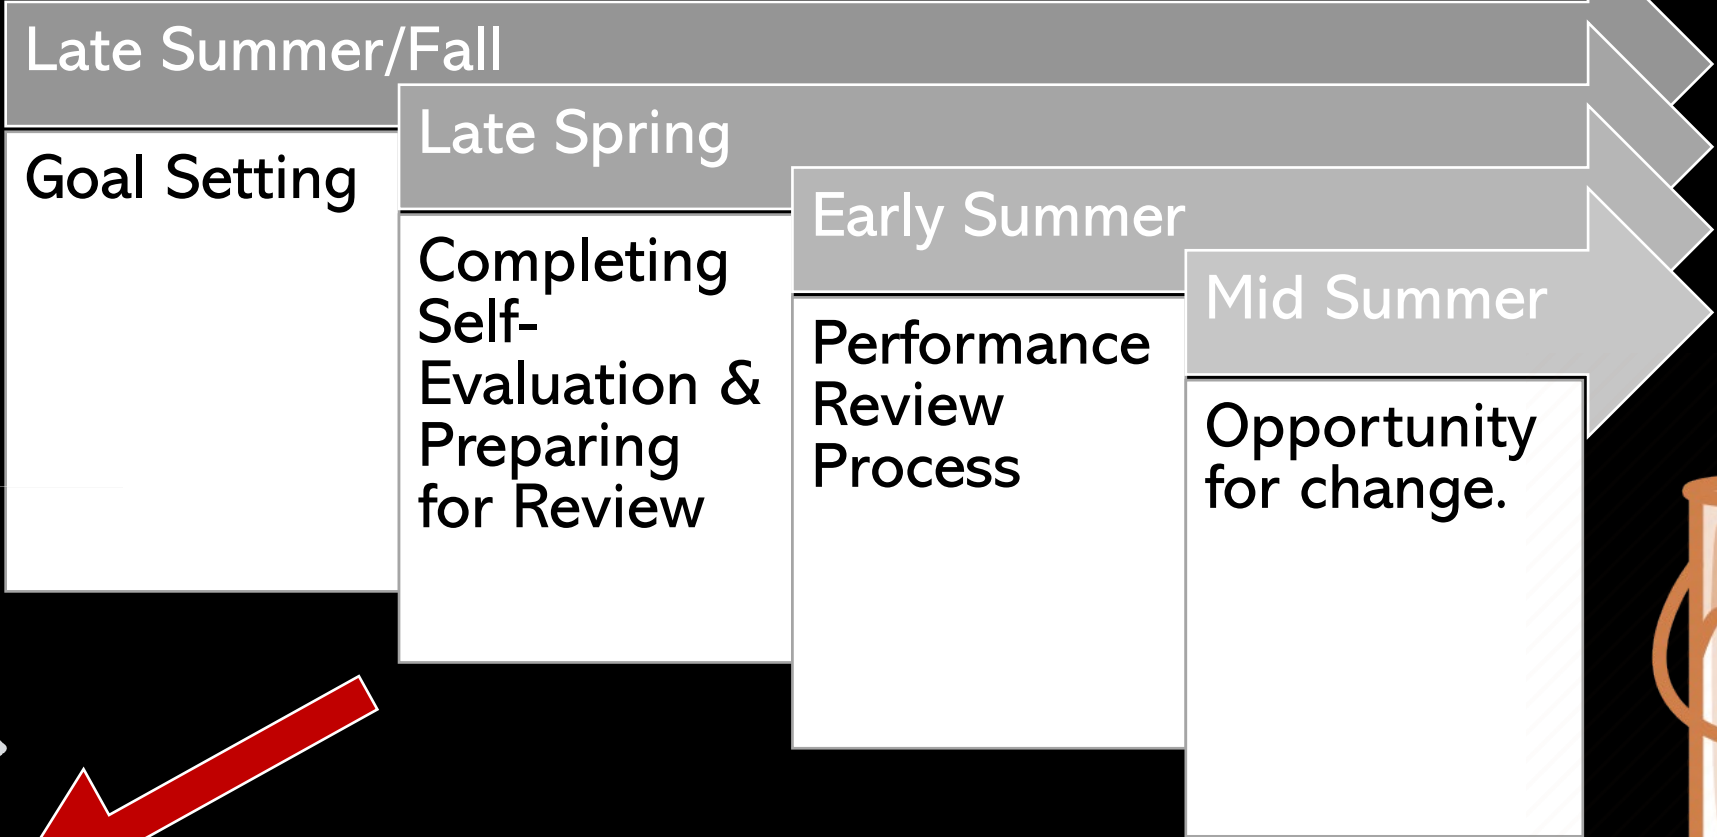 Late Summer/Fall
Goal Setting
Late Spring
Completing
Self-
Evaluation &
Preparing
for Review
Early Summer
Performance
Review
Process
Mid Summer
Opportunity
for change.